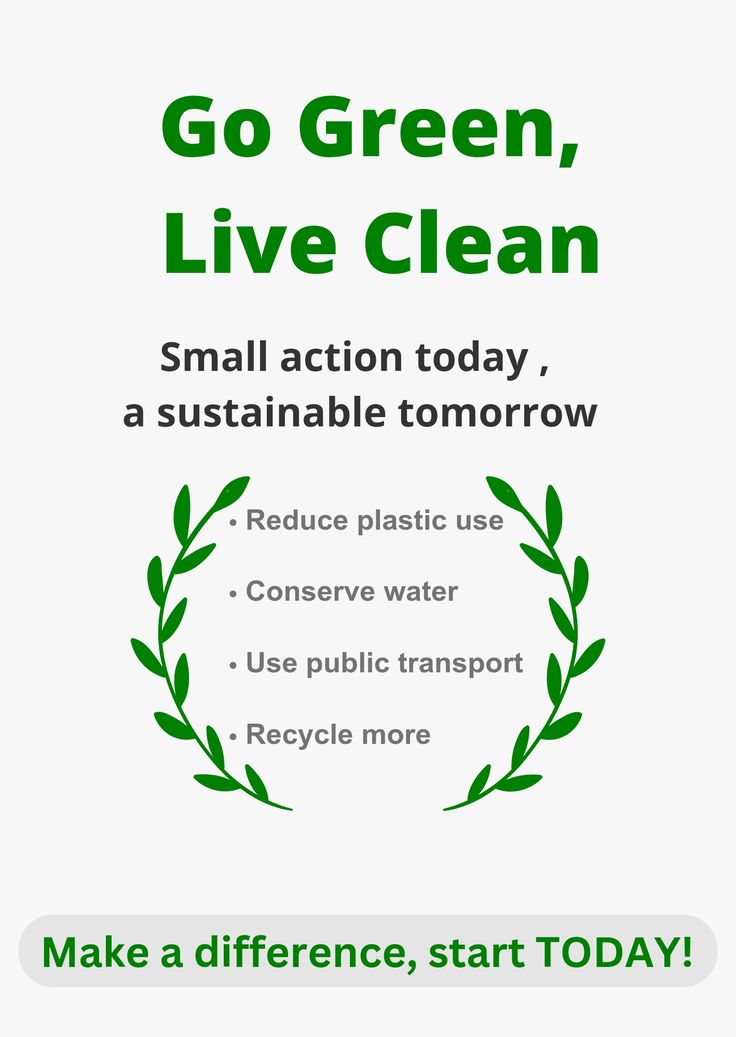 Go Green,
Live Clean
Small action today ,
a sustainable tomorrow
• Reduce plastic use
• Conserve water
• Use public transport
• Recycle more
Make a difference, start TODAY!